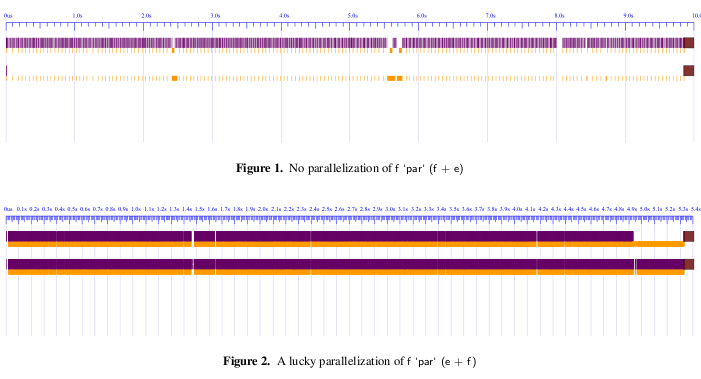 0us 1.0s 2.0s 3.0s 4.0s 5.0s 6.0s 7.0s 8.0s 9.0s 10.0
Figure 1. No parallelization of f ‘par‘ (f + e)
0us 0.1s 0.2s 0.3s 0.4s 0.5s 0.6s 0.7s 0.8s 0.9s 1.0s 1.1s 1.2s 1.3s 1.4s 1.5s 1.6s 1.7s 1.8s 1.9s 2.0s 2.1s 2.2s 2.3s 2.4s 2.5s 2.6s 2.7s 2.8s 2.9s 3.0s 3.1s 3.2s 3.3s 3.4s 3.5s 3.6s 3.7s 3.8s 3.9s 4.0s 4.1s 4.2s 4.3s 4.4s 4.5s 4.6s 4.7s 4.8s 4.9s 5.0s 5.1s 5.2s 5.3s 5.4s
Figure 2. A lucky parallelization of f ‘par‘ (e + f)